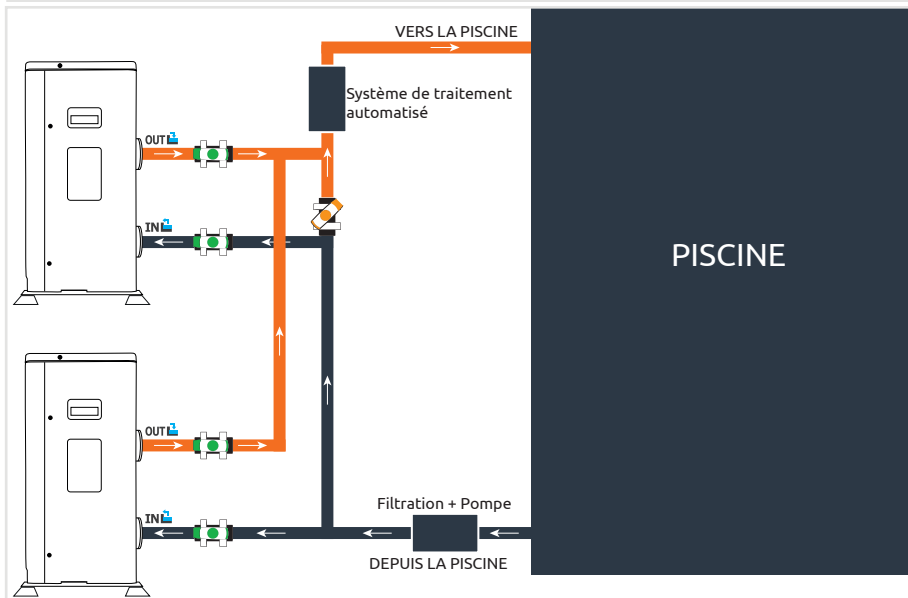 VERS LA PISCINE
Système de traitement
automatisé
OUT
IN
PISCINE
OUT
IN
Filtration + Pompe
DEPUIS LA PISCINE